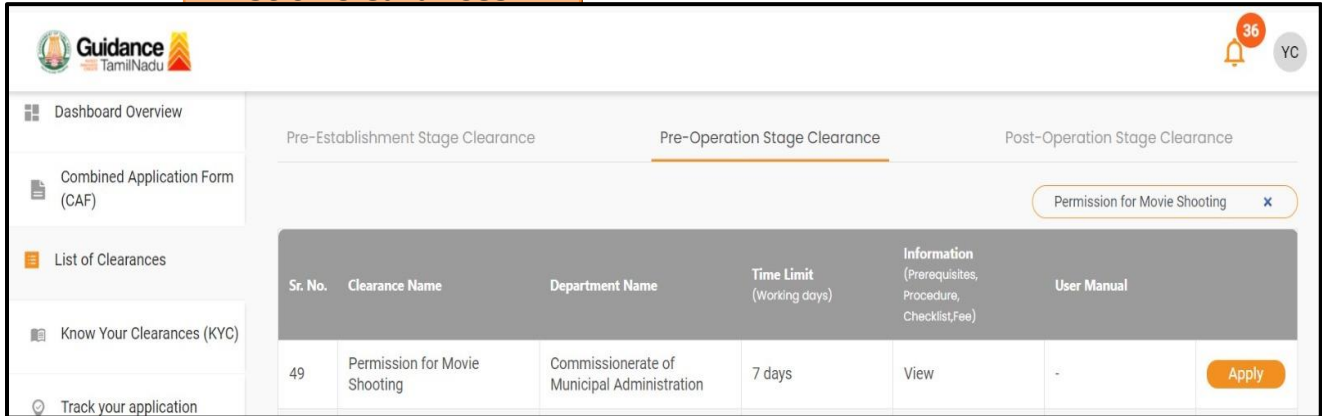 Guidance
TamilNadu
36
YC
Dashboard Overview
Combined Application Form
(CAF)
List of Clearances
Know Your Clearances (KYC)
Track your application
Pre-Establishment Stage Clearance
Pre-Operation Stage Clearance
Post-Operation Stage Clearance
Permission for Movie Shooting x
Sr. No.
Clearance Name
Department Name
Time Limit
(Working days)
Information
(Prerequisites,
Procedure,
Checklist,Fee)
User Manual
49
Permission for Movie
Shooting
Commissionerate of
Municipal Administration
7 days
View
-
Apply